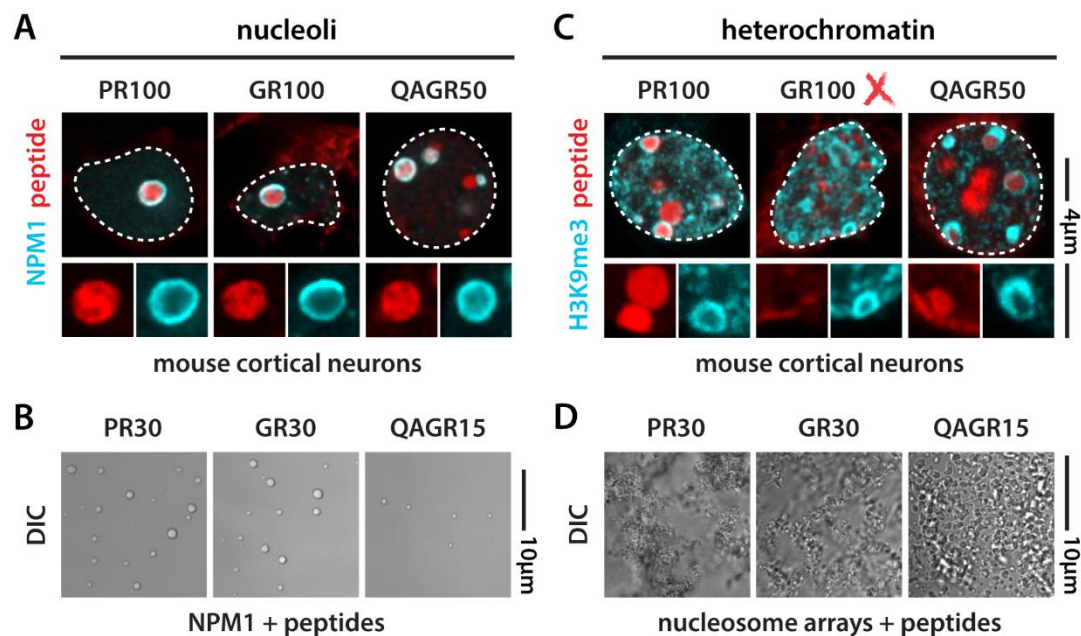 A
nucleoli
PR100 GR100 QAGR50
NPM1 peptide
mouse cortical neurons
B
PR30 GR30 QAGR15
DIC
10μm
NPM1 + peptides
C
heterochromatin
PR100 GR100 X QAGR50
H3K9me3 peptide
4μm
mouse cortical neurons
D
PR30 GR30 QAGR15
DIC
10μm
nucleosome arrays + peptides